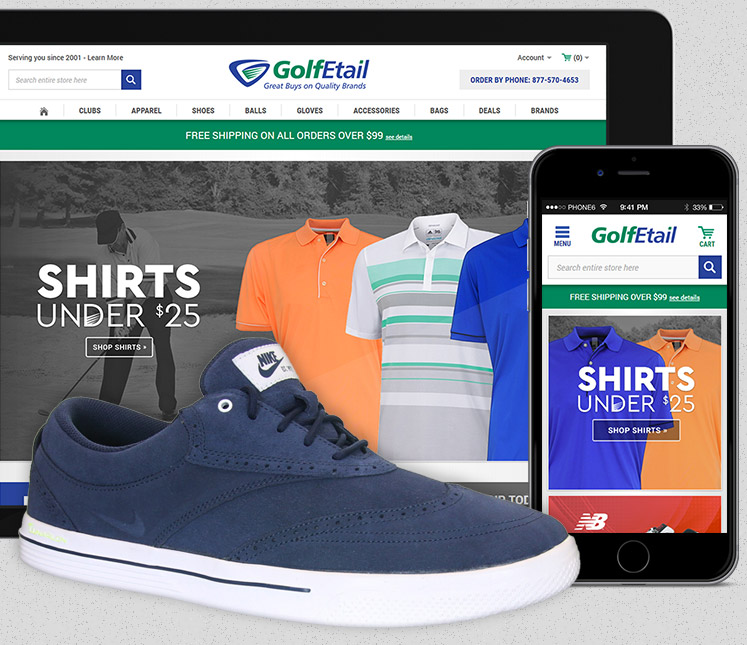 Serving you since 2001 - Learn More
Search entire store here
GolfEtail
Great Buys on Quality Brands
Account
(0)
ORDER BY PHONE: 877-570-4653
CLUBS APPAREL SHOES BALLS GLOVES ACCESSORIES BAGS DEALS BRANDS
FREE SHIPPING ON ALL ORDERS OVER $99 see details
SHIRTS
UNDER $25
SHOP SHIRTS »
NIKE
PHONE6 9:41 PM 33%
MENU
GolfEtail
CART
Search entire store here
FREE SHIPPING OVER $99 see details
SHIRTS
UNDER $25
SHOP SHIRTS »
NB